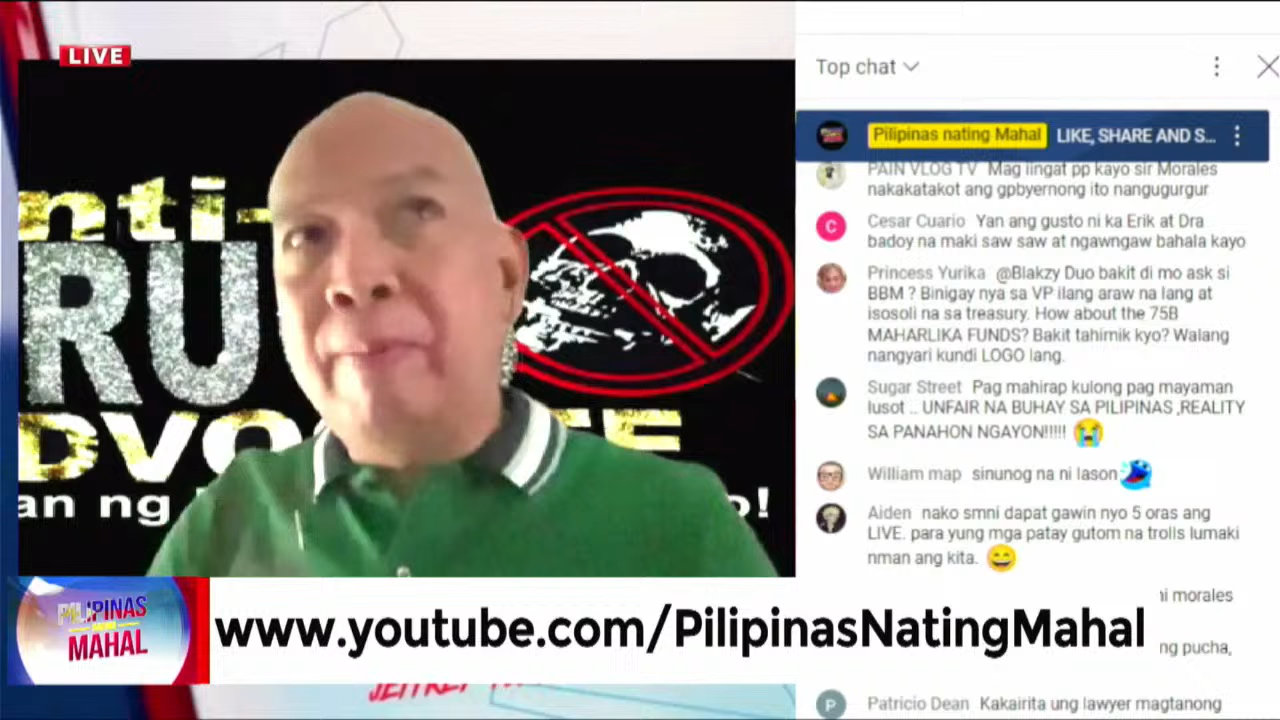 LIVE
Top chat
Pilipinas nating Mahal LIKE, SHARE AND S...
PAIN VLOG TV Mag Iingat pp kayo sir Morales
nakakatakot ang gpbyernong ito nangugurgur
C
Cesar Cuario Yan ang gusto ni ka Erik at Dra
badoy na maki saw saw at ngawngaw bahala kayo
Princess Yurika @Blakzy Duo bakit di mo ask si
BBM ? Binigay nya sa VP ilang araw na lang at
isosoli na sa treasury. How about the 75B
MAHARLIKA FUNDS? Bakit tahimik kyo? Walang
nangyari kundi LOGO lang.
Sugar Street Pag mahirap kulong pag mayaman
lusot .. UNFAIR NA BUHAY SA PILIPINAS ,REALITY
SA PANAHON NGAYON!!!!! 😭
William map sinunog na ni lason
Aiden nako smni dapat gawin nyo 5 oras ang
LIVE. para yung mga patay gutom na trolls lumaki
nman ang kita. 😄
ni morales
ng pucha,
P
Patricio Dean Kakairita ung lawyer magtanong
nti-
RU
DVO
E
an ng
o!
PILIPINAS
NATING
MAHAL
www.youtube.com/PilipinasNatingMahal